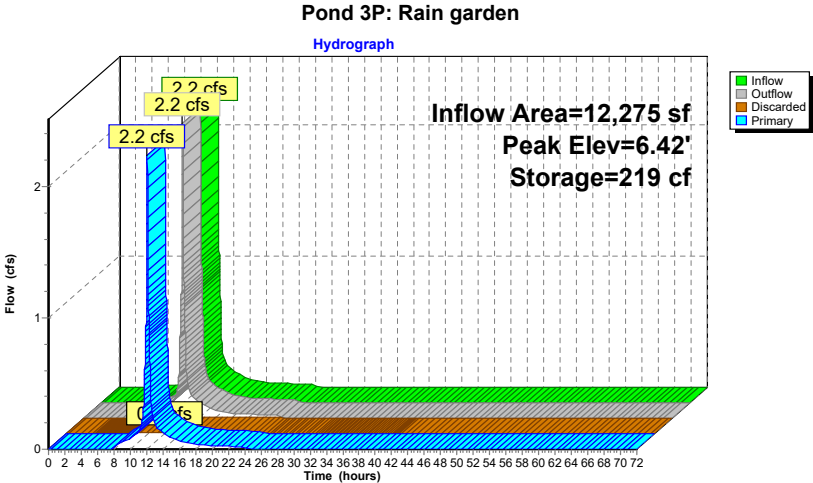 Pond 3P: Rain garden
Hydrograph
Inflow
Outflow
Discarded
Primary
Inflow Area=12,275 sf
Peak Elev=6.42'
Storage=219 cf
2.2 cfs
2.2 cfs
2.2 cfs
cfs
Flow (cfs)
2
1
0
0 2 4 6 8 10 12 14 16 18 20 22 24 26 28 30 32 34 36 38 40 42 44 46 48 50 52 54 56 58 60 62 64 66 68 70 72
Time (hours)